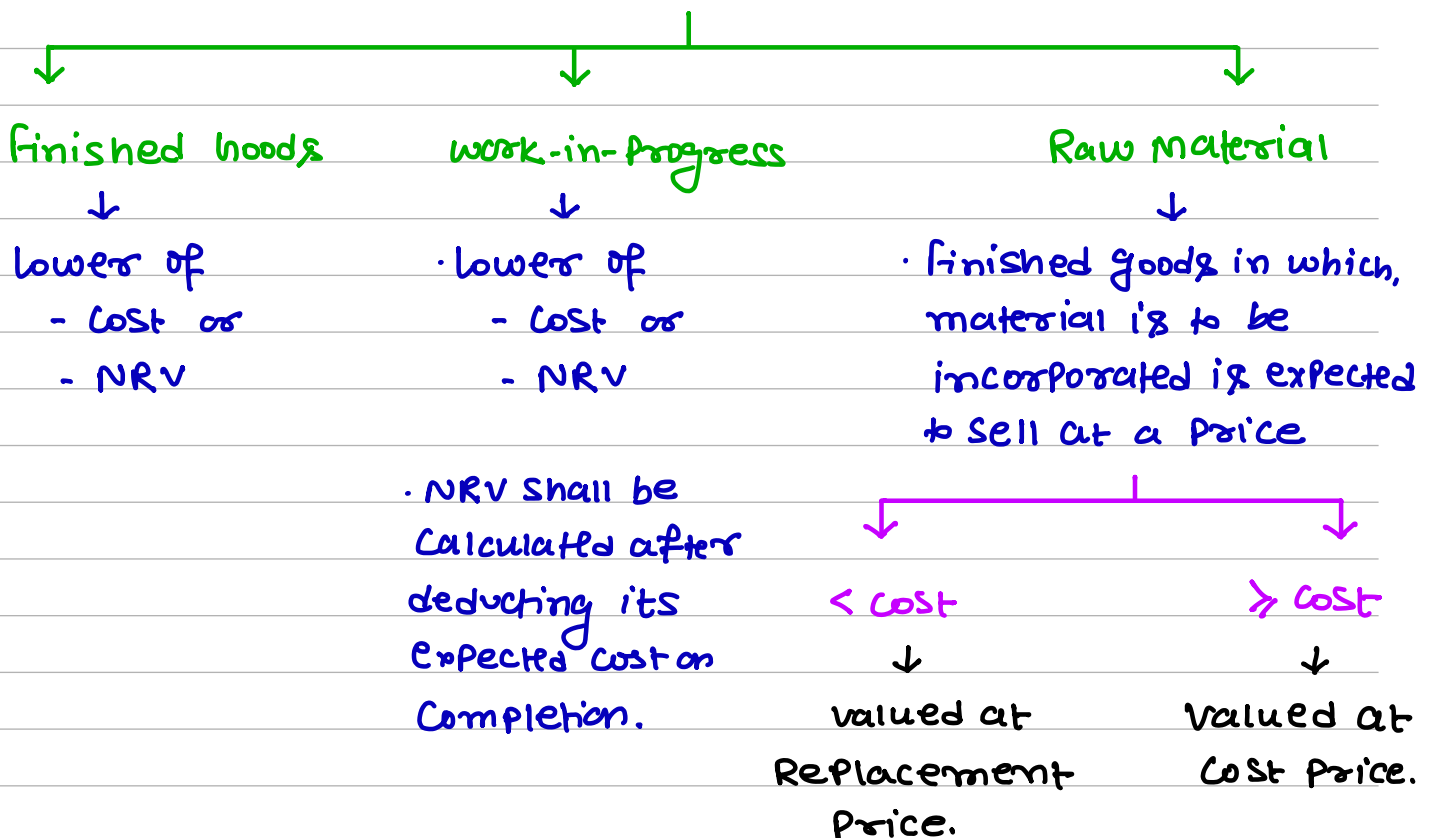 Finished Goods
Lower of
- Cost or
- NRV
Work-in-Progress
· Lower of
- Cost or
- NRV
· NRV Shall be
Calculated after
deducting its
expected cost on
Completion.
Raw Material
· Finished goods in which,
material is to be
incorporated is expected
to sell at a price
< Cost
valued at
Replacement
Price.
≥ Cost
valued at
Cost Price.